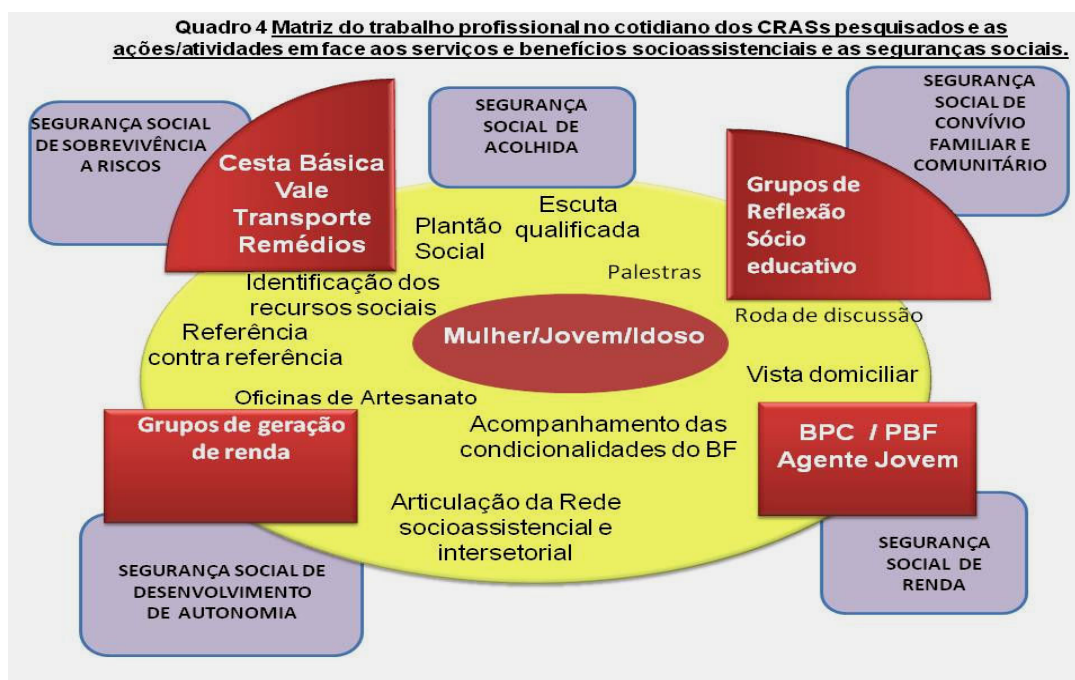 Quadro 4 Matriz do trabalho profissional no cotidiano dos CRASs pesquisados e as
ações/atividades em face aos serviços e benefícios socioassistenciais e as seguranças sociais.
SEGURANÇA SOCIAL
DE SOBREVIVÊNCIA
A RISCOS
Cesta Básica
Vale
Transporte
Remédios
SEGURANÇA
SOCIAL DE
ACOLHIDA
SEGURANÇA
SOCIAL DE
CONVÍVIO
FAMILIAR E
COMUNITÁRIO
Grupos de
Reflexão
Sócio
educativo
Plantão
Social
Escuta
qualificada
Palestras
Identificação dos
recursos sociais
Roda de discussão
Referência
contra referência
Mulher/Jovem/Idoso
Vista domiciliar
Oficinas de Artesanato
Grupos de geração
de renda
Acompanhamento das
condicionalidades do BF
BPC / PBF
Agente Jovem
Articulação da Rede
socioassistencial e
intersetorial
SEGURANÇA SOCIAL DE
DESENVOLVIMENTO
DE AUTONOMIA
SEGURANÇA
SOCIAL DE
RENDA